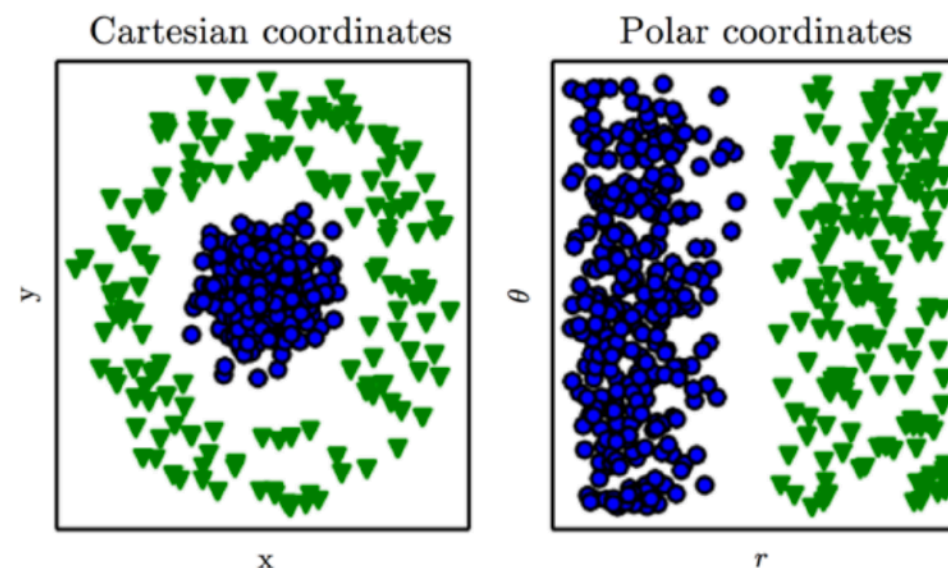 Cartesian coordinates
Polar coordinates
y
θ
x
r